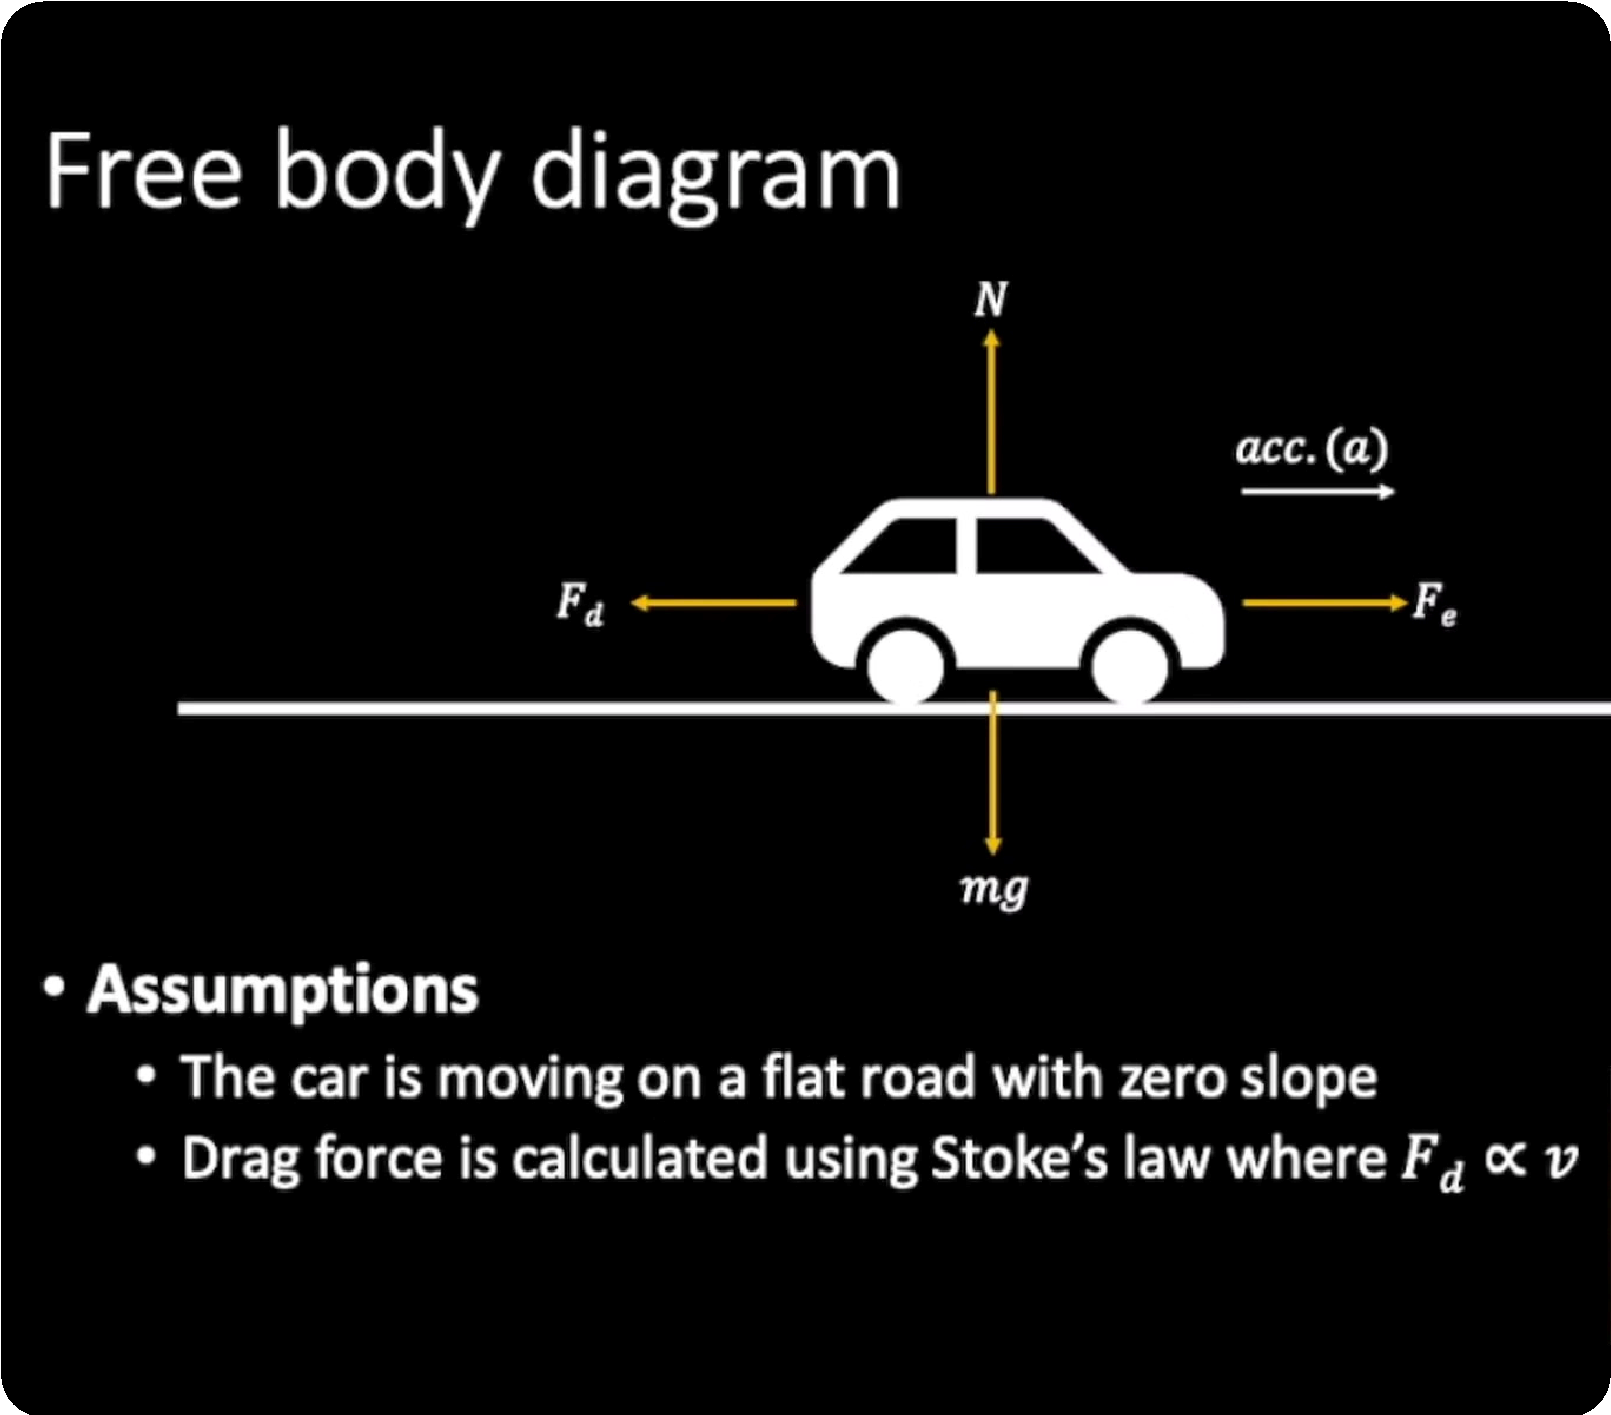 Free body diagram
N
acc.(a)
F_d
F_e
mg
• Assumptions
• The car is moving on a flat road with zero slope
• Drag force is calculated using Stoke's law where F_d ∝ v